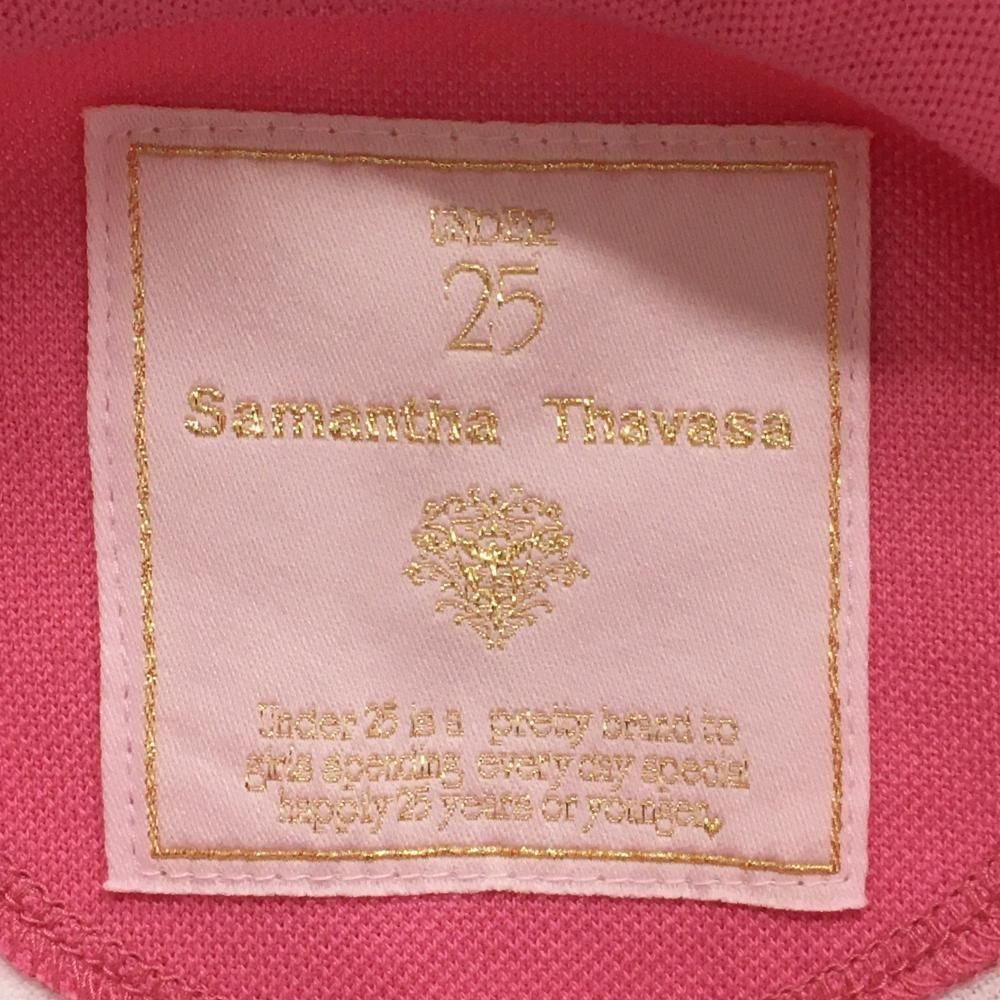 UNDER
25
Samantha Thavasa
Under 25 is a pretty brand to
girls spending every day special
happily 25 years or younger.